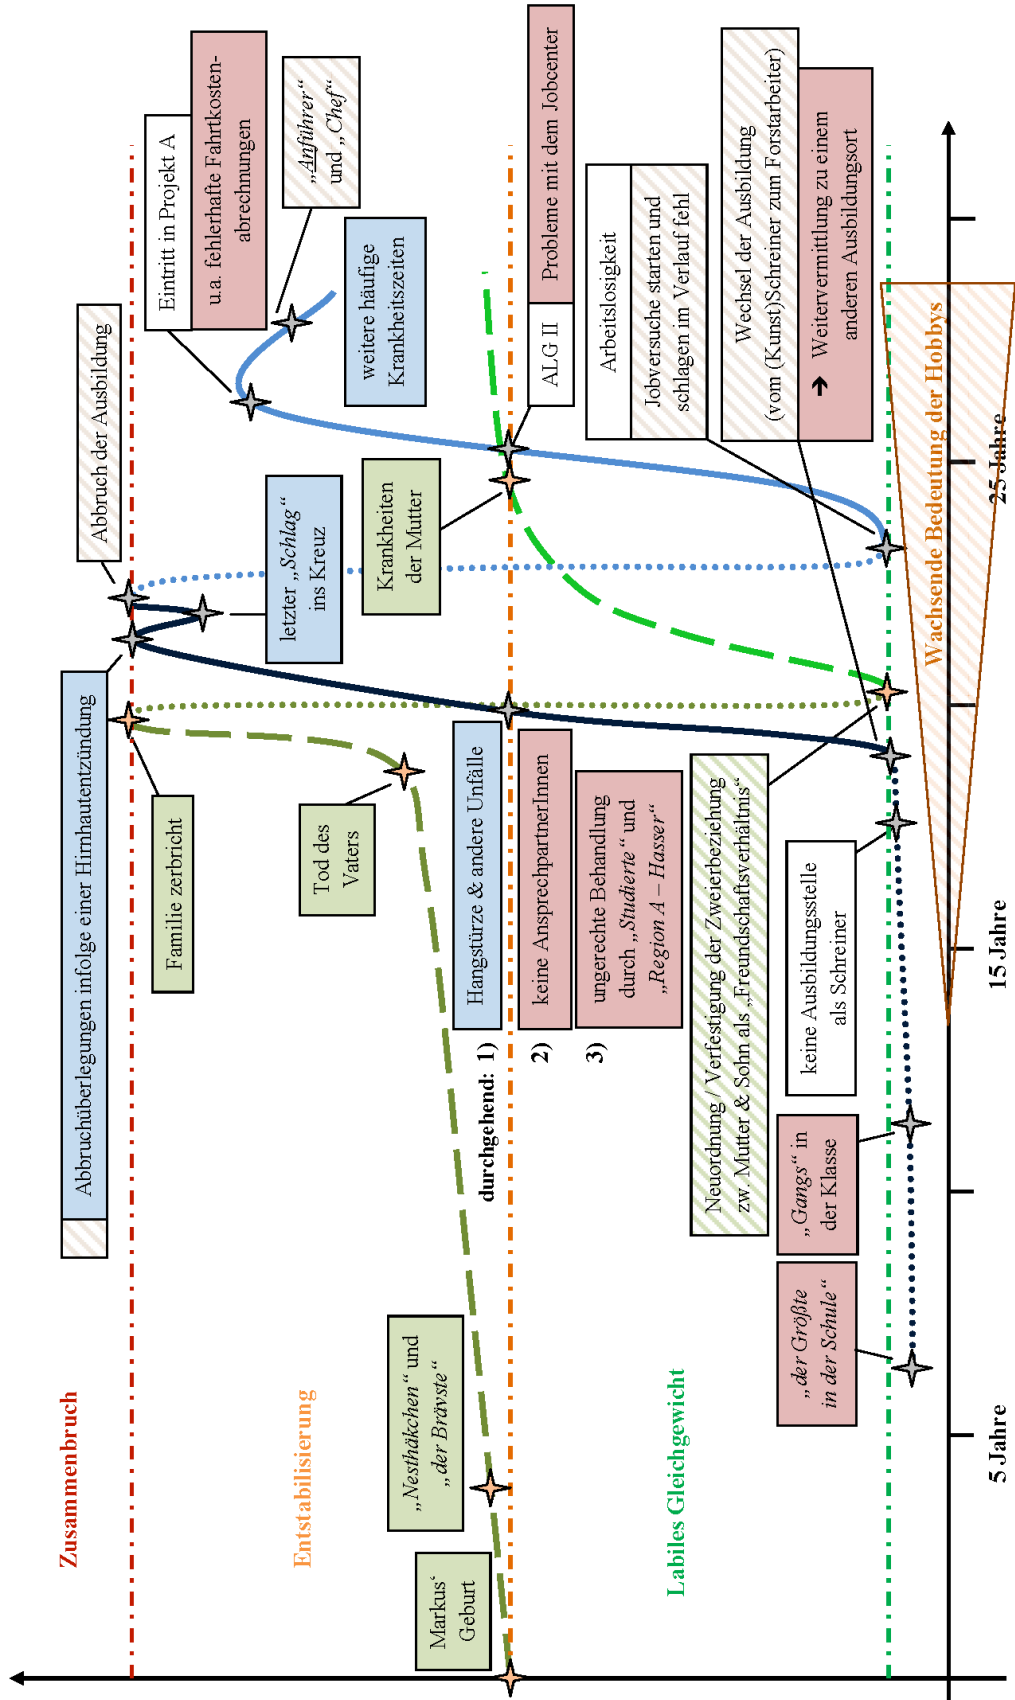 Zusammenbruch
Abbruchüberlegungen infolge einer Hirnhautentzündung
Abbruch der Ausbildung
Eintritt in Projekt A
u.a. fehlerhafte Fahrtkosten-
abrechnungen
„Anführer“
und „Chef“
Familie zerbricht
letzter „Schlag“
ins Kreuz
weitere häufige
Krankheitszeiten
Entstabilisierung
Tod des
Vaters
Krankheiten
der Mutter
„Nesthäkchen“ und
„der Brävste“
Markus‘
Geburt
durchgehend:
1)
Hangstürze & andere Unfälle
2)
keine AnsprechpartnerInnen
3)
ungerechte Behandlung
durch „Studierte“ und
„Region A – Hasser“
ALG II
Probleme mit dem Jobcenter
Arbeitslosigkeit
Jobversuche starten und
schlagen im Verlauf fehl
Labiles Gleichgewicht
Neuordnung / Verfestigung der Zweierbeziehung
zw. Mutter & Sohn als „Freundschaftsverhältnis“
Wechsel der Ausbildung
(vom (Kunst)Schreiner zum Forstarbeiter)
➔ Weitervermittlung zu einem
anderen Ausbildungsort
„der Größte
in der Schule“
„Gangs“ in
der Klasse
keine Ausbildungsstelle
als Schreiner
Wachsende Bedeutung der Hobbys
5 Jahre
15 Jahre
25 Jahre